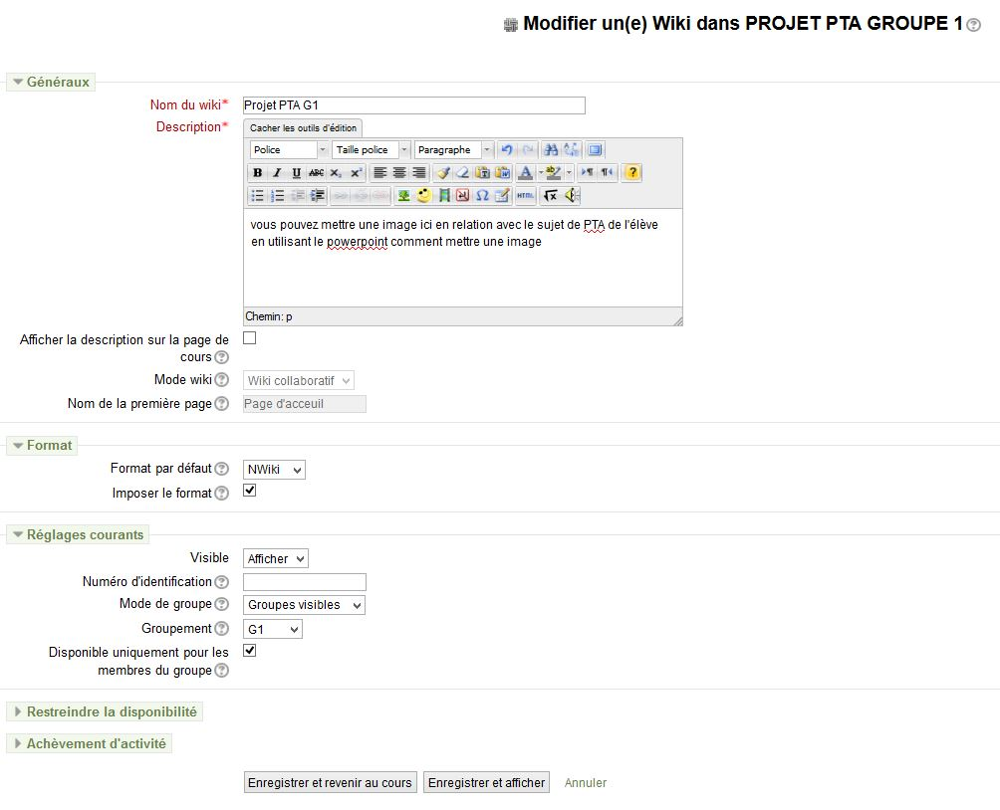 Modifier un(e) Wiki dans PROJET PTA GROUPE 1
Généraux
Nom du wiki*
Projet PTA G1
Description*
Cacher les outils d'édition
Police
Taille police
Paragraphe
B I U ABC x₂ x²
HTML
vous pouvez mettre une image ici en relation avec le sujet de PTA de l'élève
en utilisant le powerpoint comment mettre une image
Chemin: p
Afficher la description sur la page de
cours
Mode wiki
Wiki collaboratif
Nom de la première page
Page d'acceuil
Format
Format par défaut
NWiki
Imposer le format
Réglages courants
Visible
Afficher
Numéro d'identification
Mode de groupe
Groupes visibles
Groupement
G1
Disponible uniquement pour les
membres du groupe
Restreindre la disponibilité
Achèvement d'activité
Enregistrer et revenir au cours
Enregistrer et afficher
Annuler